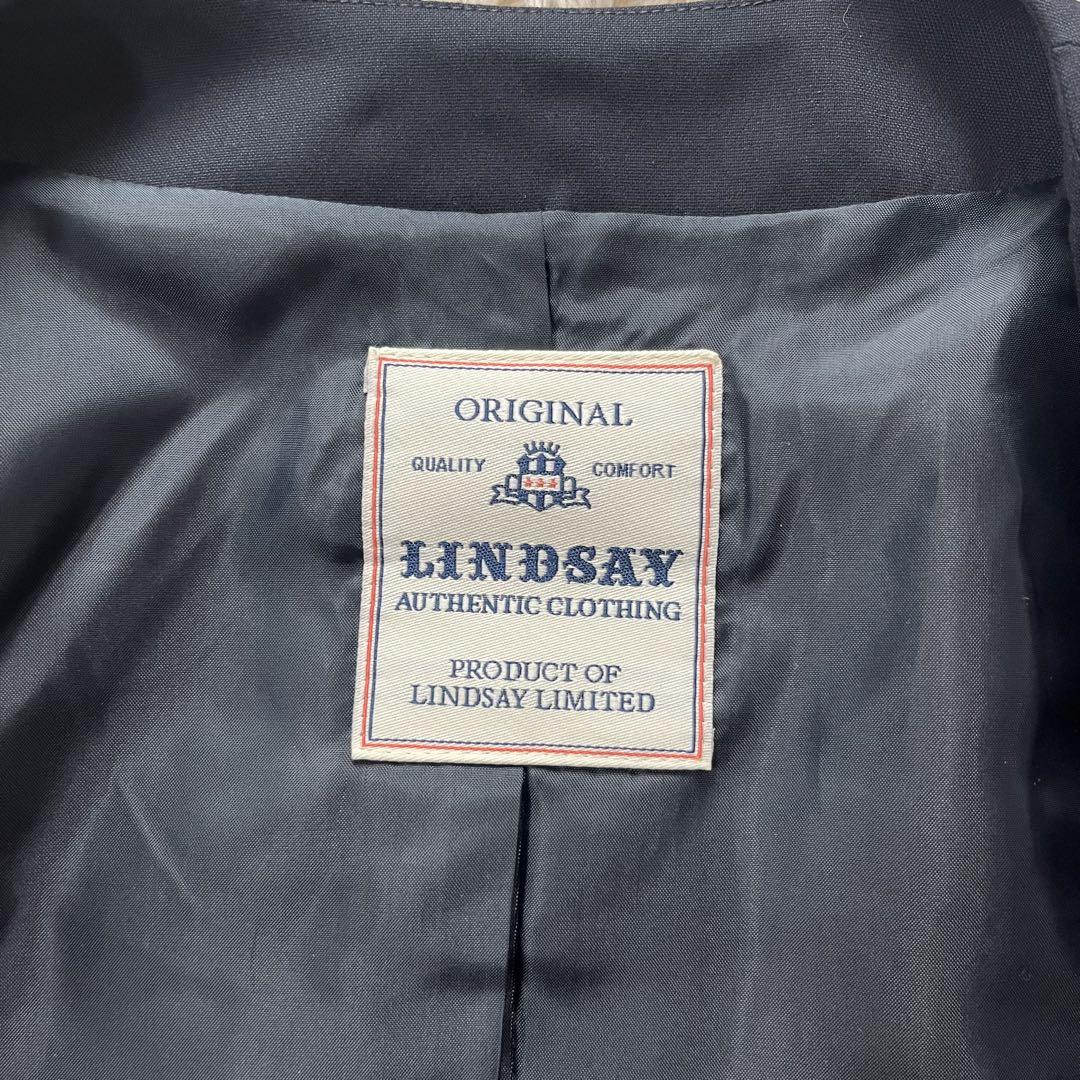 ORIGINAL
QUALITY COMFORT
LINDSAY
AUTHENTIC CLOTHING
PRODUCT OF
LINDSAY LIMITED